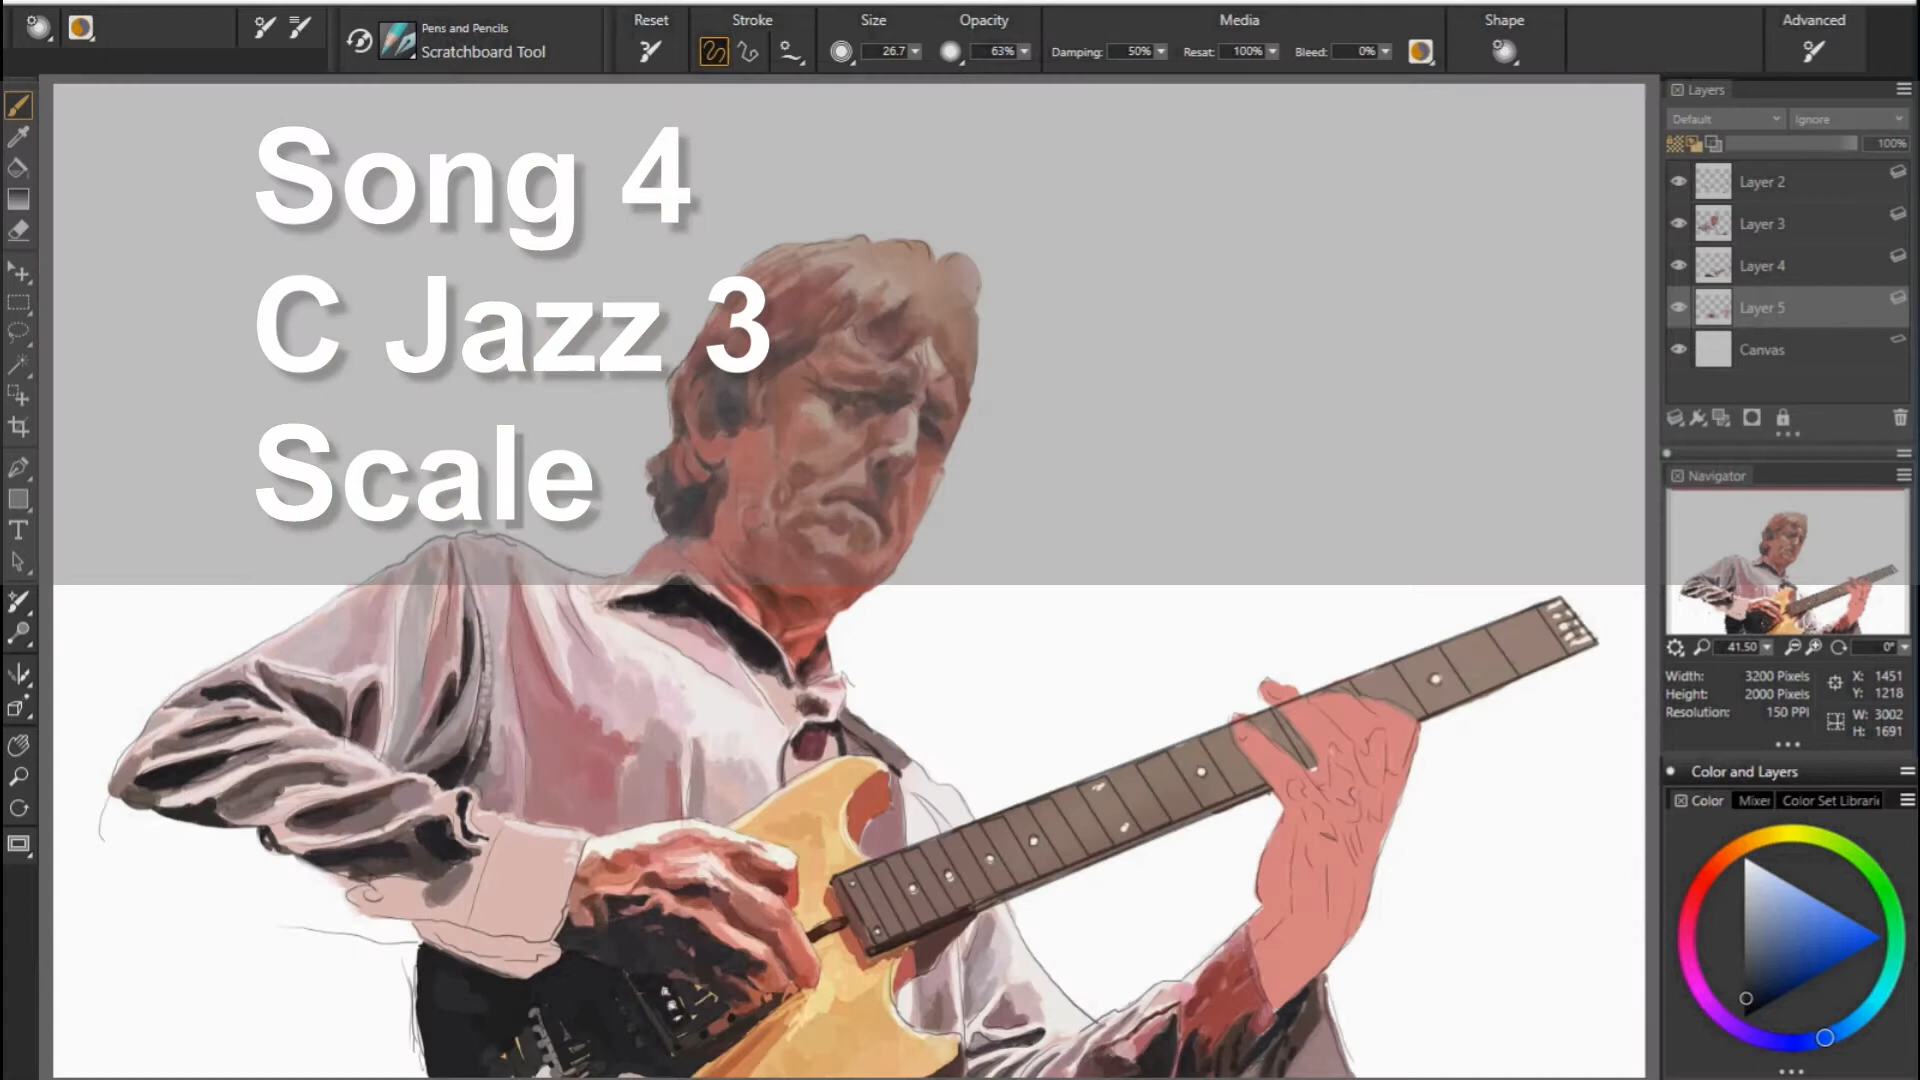 Reset
Stroke
Size
Opacity
Media
Shape
Advanced
Pens and Pencils
Scratchboard Tool
26.7
63%
Damping: 50%
Resat: 100%
Bleed: 0%
Song 4
C Jazz 3
Scale
Layers
Default
Ignore
100%
Layer 2
Layer 3
Layer 4
Layer 5
Canvas
Navigator
41.50
0°
Width: 3200 Pixels
Height: 2000 Pixels
Resolution: 150 PPI
X: 1451
Y: 1218
W: 3002
H: 1691
Color and Layers
Color
Mixer
Color Set Librari
T